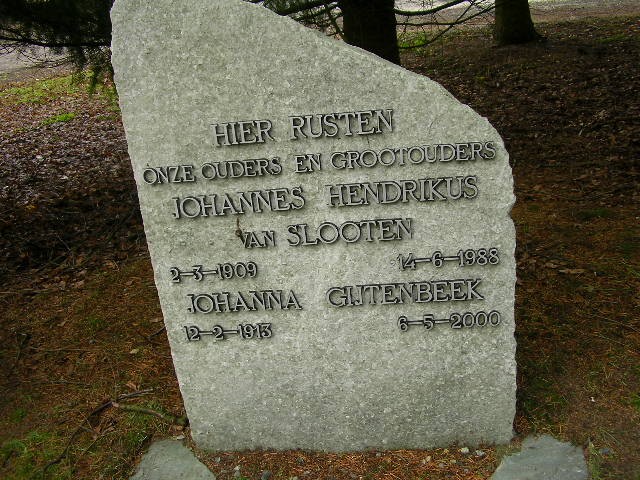 HIER RUSTEN
ONZE OUDERS EN GROOTOUDERS
JOHANNES HENDRIKUS
VAN SLOOTEN
2-3-1909 14-6-1988
JOHANNA GIJTENBEEK
12-2-1913 6-5-2000